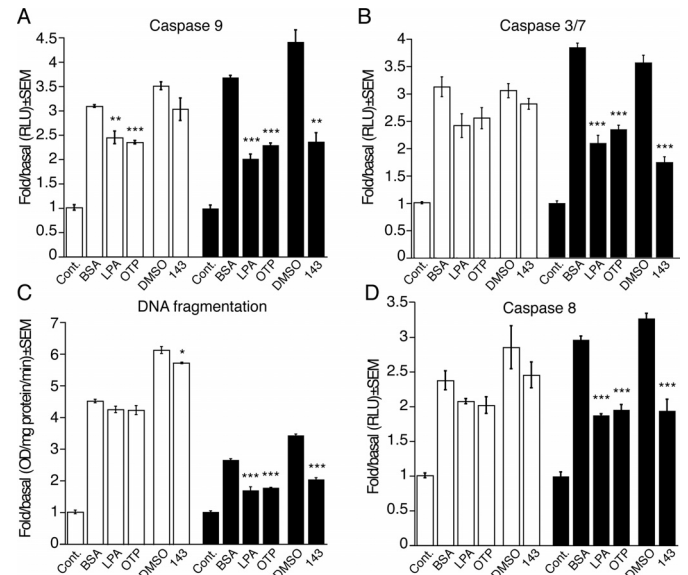 A
Caspase 9
Fold/basal (RLU)±SEM
4.5
4
3.5
3
2.5
2
1.5
1
0.5
0
**
***
***
***
**
Cont.
BSA
LPA
OTP
DMSO
143
Cont.
BSA
LPA
OTP
DMSO
143
B
Caspase 3/7
Fold/basal (RLU)±SEM
4
3.5
3
2.5
2
1.5
1
0.5
0
***
***
***
Cont.
BSA
LPA
OTP
DMSO
143
Cont.
BSA
LPA
OTP
DMSO
143
C
DNA fragmentation
Fold/basal (OD/mg protein/min)±SEM
7
6
5
4
3
2
1
0
*
***
***
***
Cont.
BSA
LPA
OTP
DMSO
143
Cont.
BSA
LPA
OTP
DMSO
143
D
Caspase 8
Fold/basal (RLU)±SEM
3.5
3
2.5
2
1.5
1
0.5
0
***
***
***
Cont.
BSA
LPA
OTP
DMSO
143
Cont.
BSA
LPA
OTP
DMSO
143